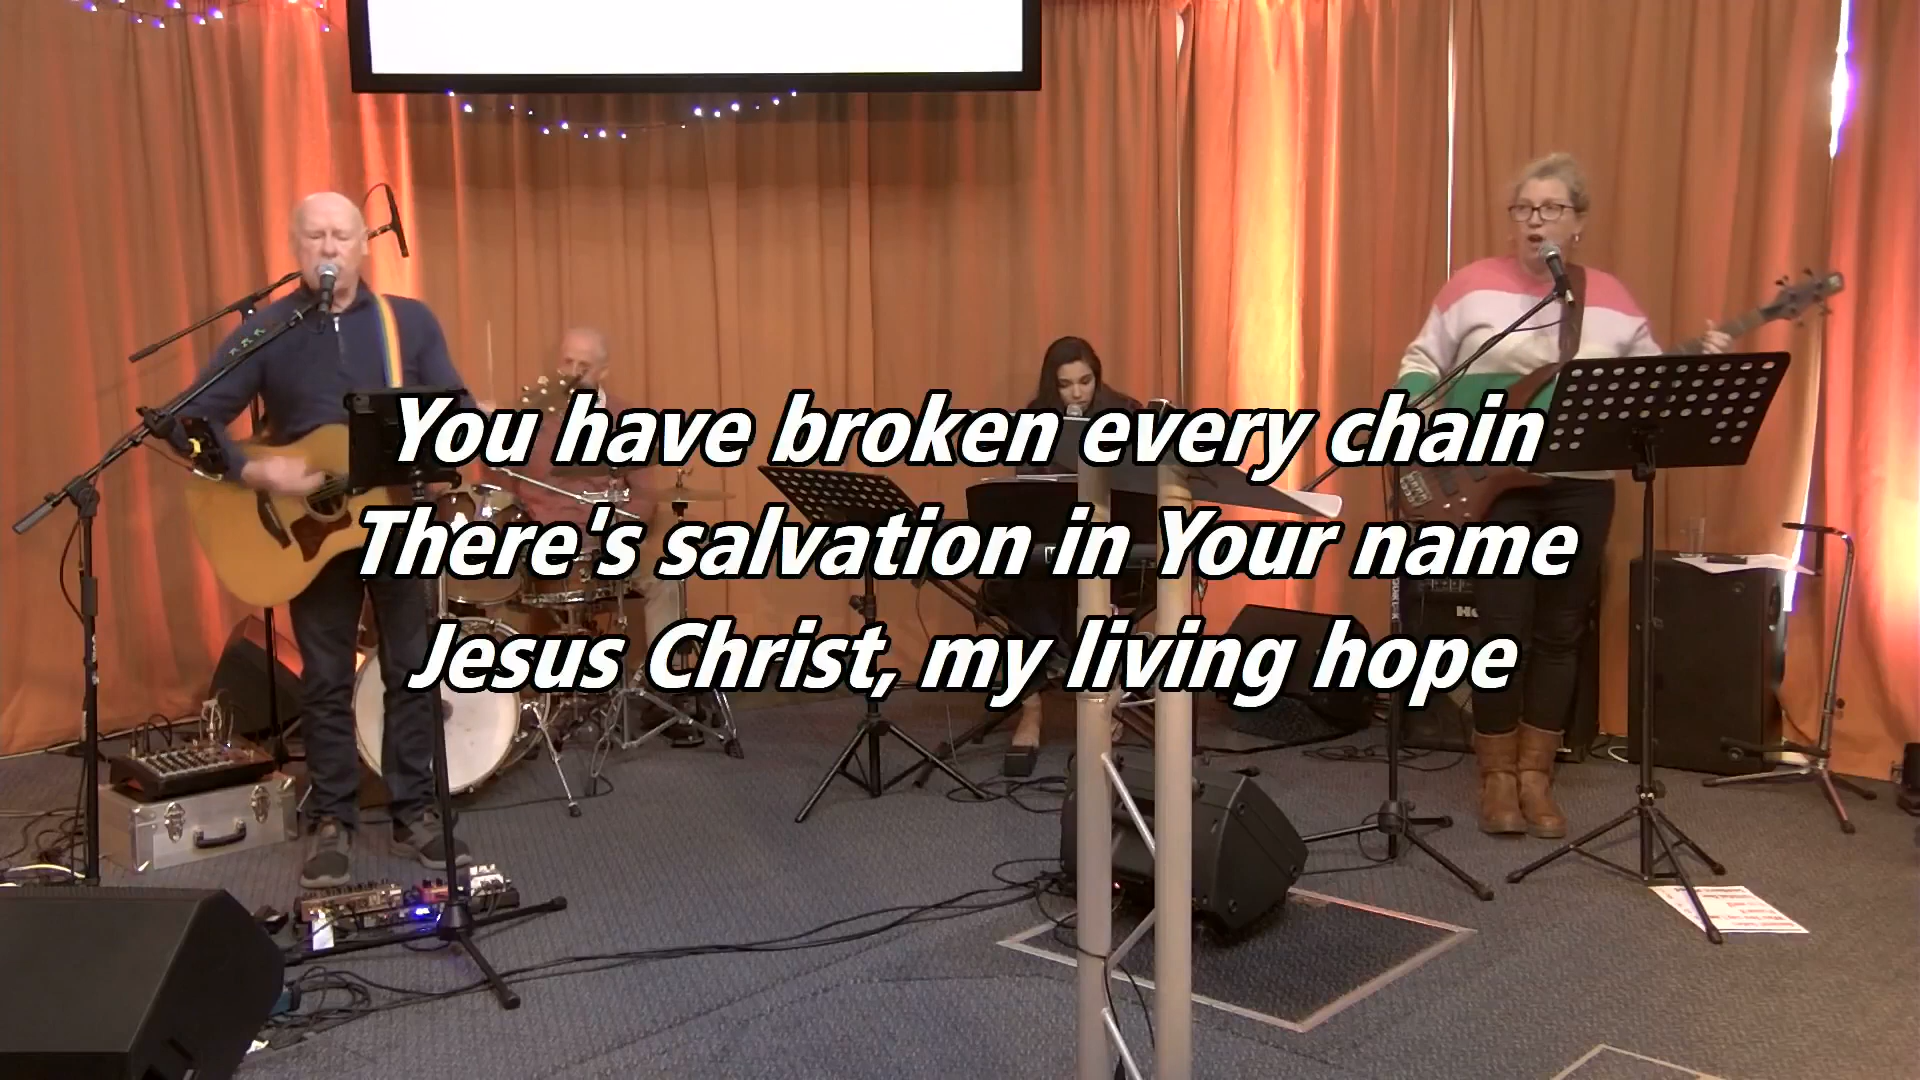 You have broken every chain
There's salvation in Your name
Jesus Christ, my living hope